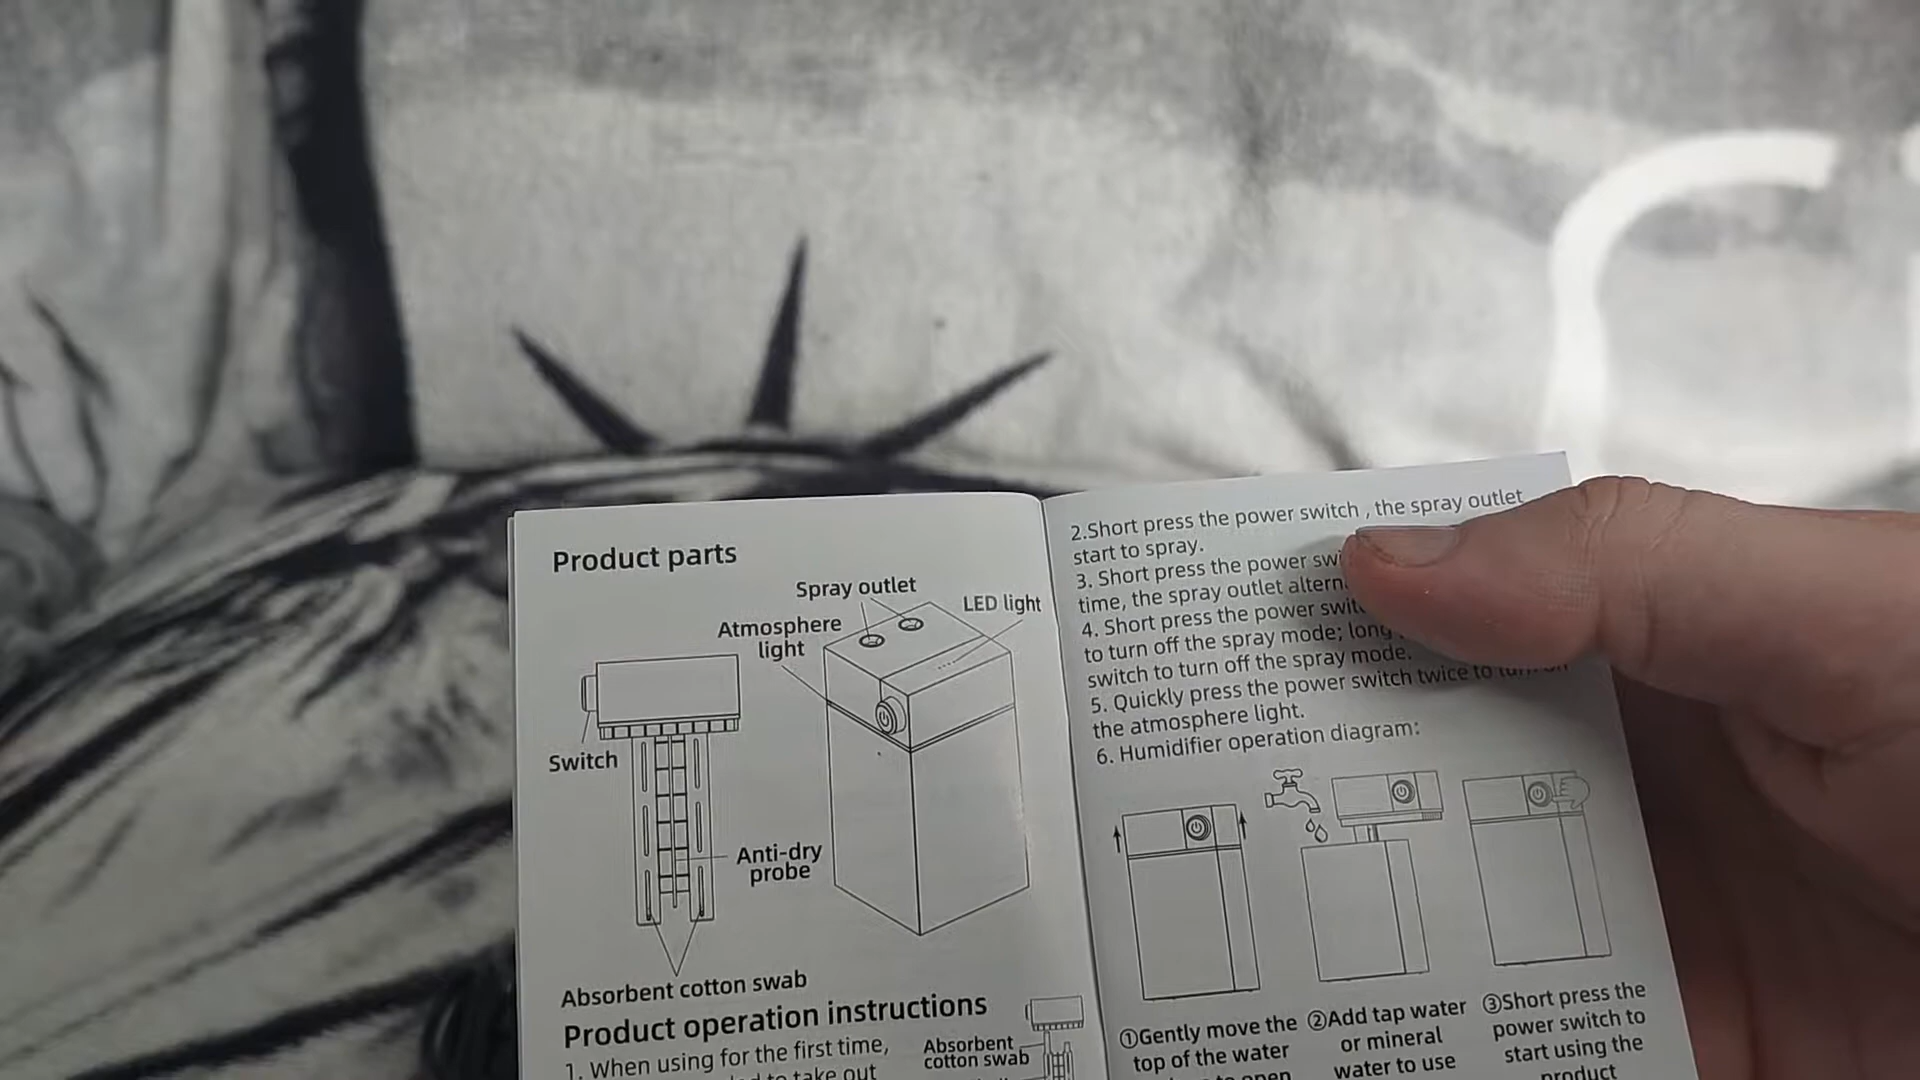 Product parts
Spray outlet
LED light
Atmosphere
light
Switch
Anti-dry
probe
Absorbent cotton swab
Product operation instructions
1. When using for the first time,
to take out
Absorbent
cotton swab
2.Short press the power switch , the spray outlet
start to spray.
3. Short press the power
time, the spray outlet
4. Short press the power
to turn off the spray mode; long
switch to turn off the spray mode.
5. Quickly press the power switch twice to
the atmosphere light.
6. Humidifier operation diagram:
①Gently move the
top of the water
②Add tap water
or mineral
water to use
③Short press the
power switch to
start using the
product